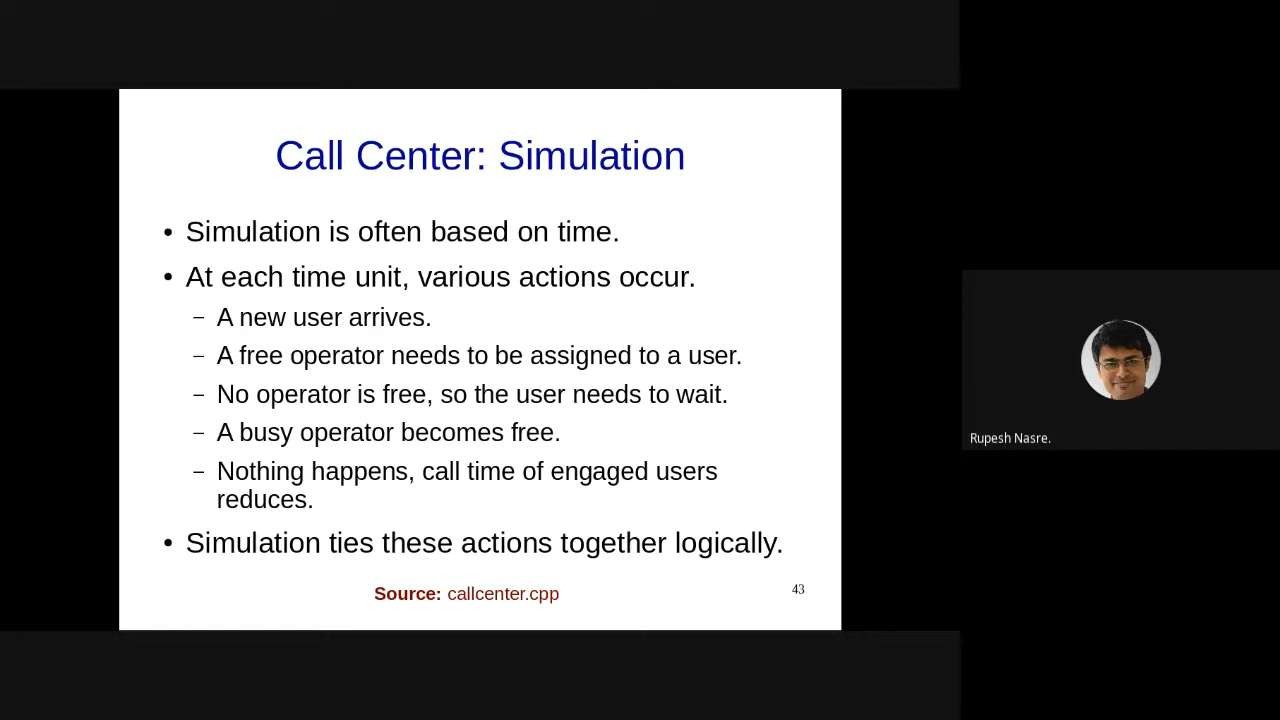 Call Center: Simulation
• Simulation is often based on time.
• At each time unit, various actions occur.
– A new user arrives.
– A free operator needs to be assigned to a user.
– No operator is free, so the user needs to wait.
– A busy operator becomes free.
– Nothing happens, call time of engaged users
reduces.
• Simulation ties these actions together logically.
Source: callcenter.cpp
43
Rupesh Nasre.